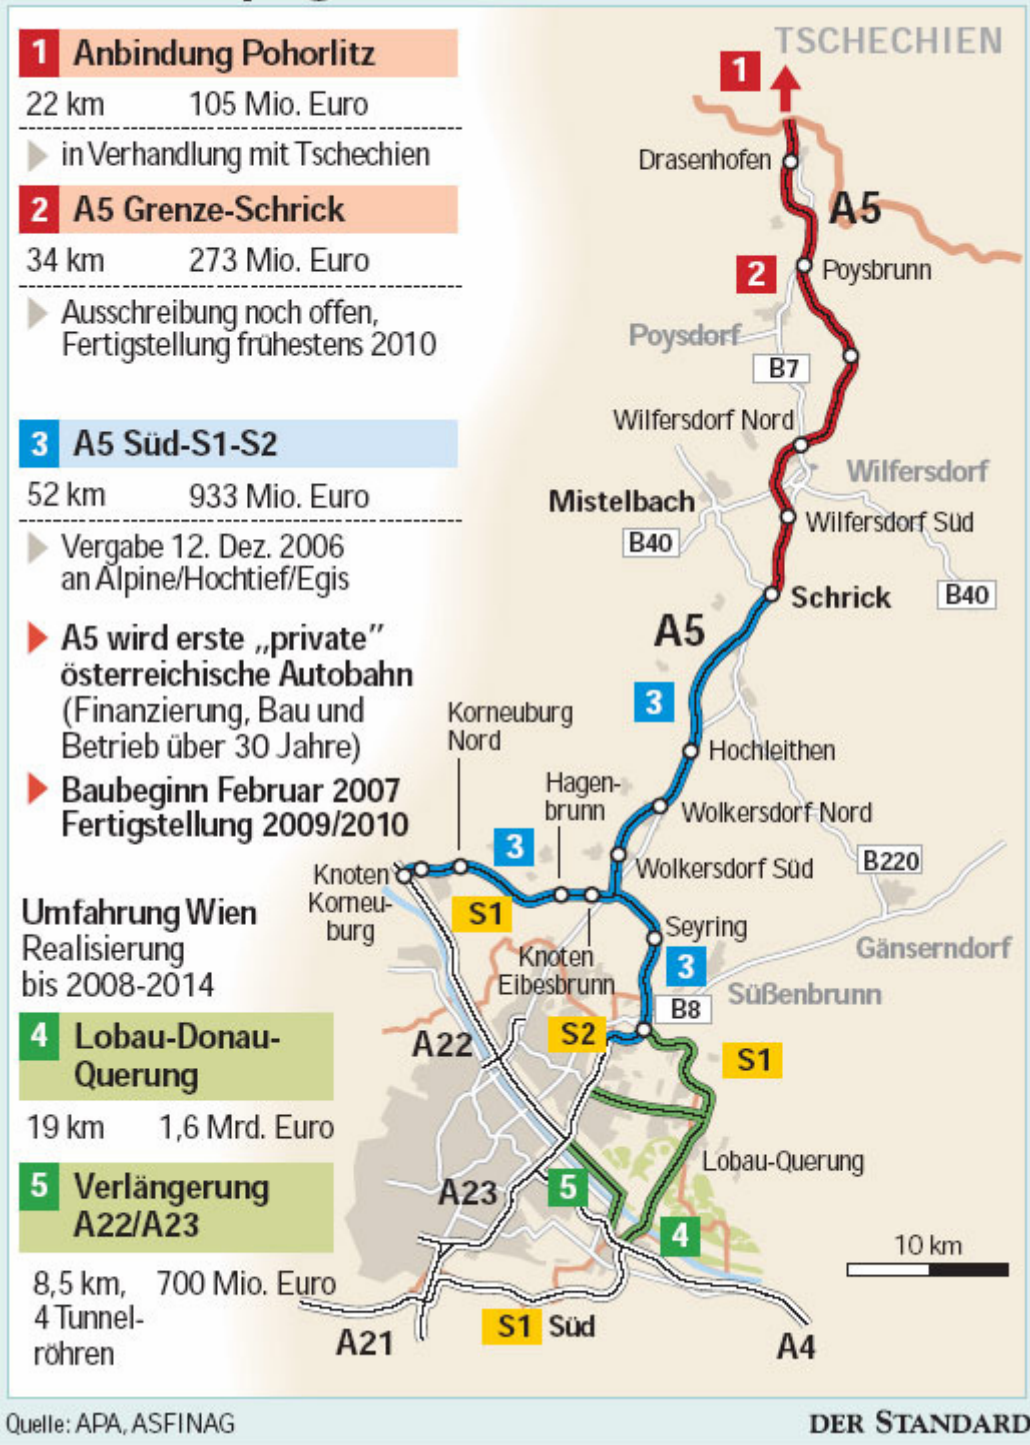 1 Anbindung Pohorlitz
22 km 105 Mio. Euro
in Verhandlung mit Tschechien
2 A5 Grenze-Schrick
34 km 273 Mio. Euro
Ausschreibung noch offen,
Fertigstellung frühestens 2010
3 A5 Süd-S1-S2
52 km 933 Mio. Euro
Vergabe 12. Dez. 2006
an Alpine/Hochtief/Egis
A5 wird erste „private”
österreichische Autobahn
(Finanzierung, Bau und
Betrieb über 30 Jahre)
Baubeginn Februar 2007
Fertigstellung 2009/2010
Umfahrung Wien
Realisierung
bis 2008-2014
4 Lobau-Donau-
Querung
19 km 1,6 Mrd. Euro
5 Verlängerung
A22/A23
8,5 km, 700 Mio. Euro
4 Tunnel-
röhren
TSCHECHIEN
1
Drasenhofen
A5
2
Poysbrunn
Poysdorf
B7
Wilfersdorf Nord
Wilfersdorf
Mistelbach
Wilfersdorf Süd
B40
Schrick
B40
A5
3
Korneuburg
Nord
Hochleithen
Hagen-
brunn
Wolkersdorf Nord
3
Wolkersdorf Süd
B220
Knoten
Korneu-
burg
S1
Seyring
Knoten
Eibesbrunn
3
Gänserndorf
Süßenbrunn
B8
A22
S2
S1
Lobau-Querung
A23
5
4
10 km
S1 Süd
A21
A4
Quelle: APA, ASFINAG
DER STANDARD